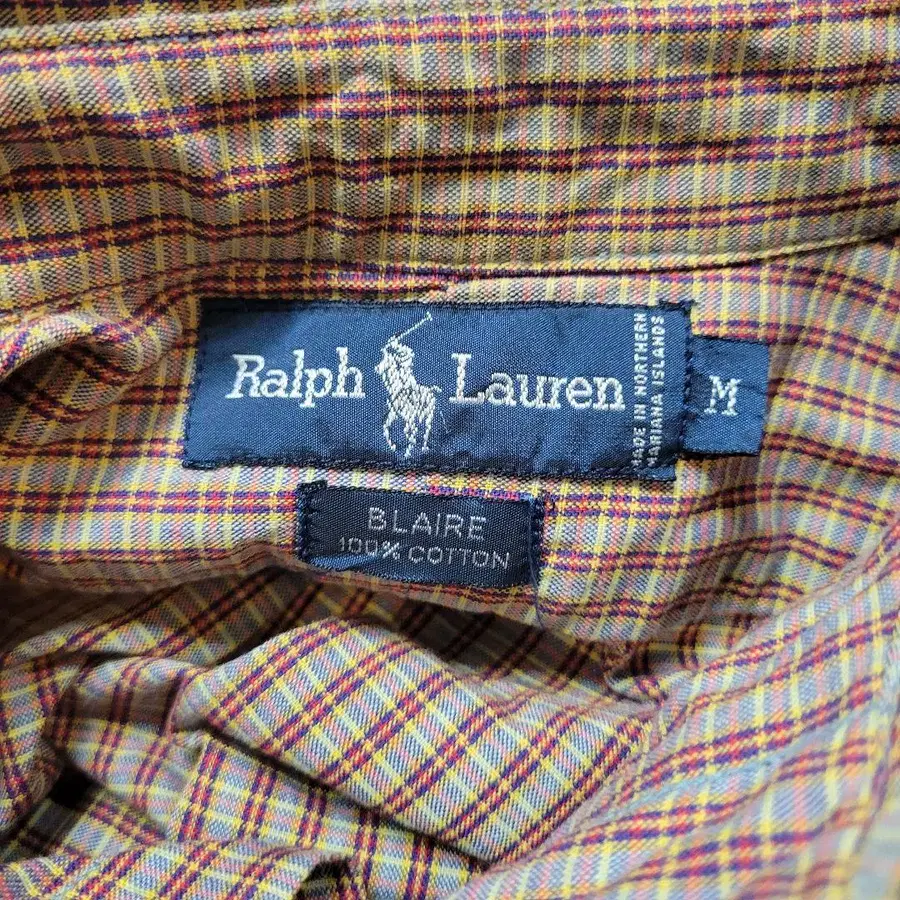 Ralph Lauren
MADE IN NORTHERN
MARIANA ISLANDS
M
BLAIRE
100% COTTON